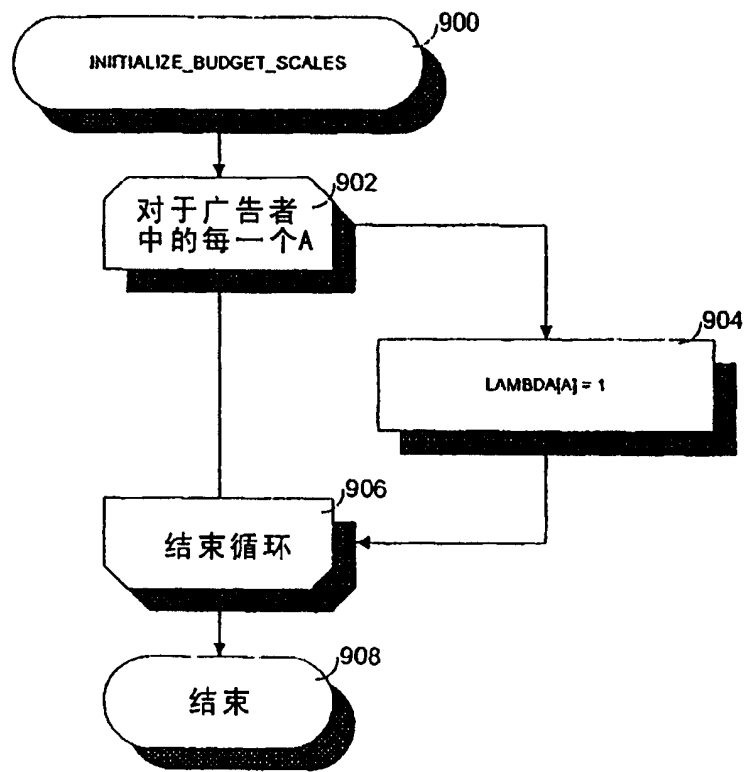 900
INITIALIZE_BUDGET_SCALES
902
对于广告者
中的每一个A
904
LAMBDA[A] = 1
906
结束循环
908
结束